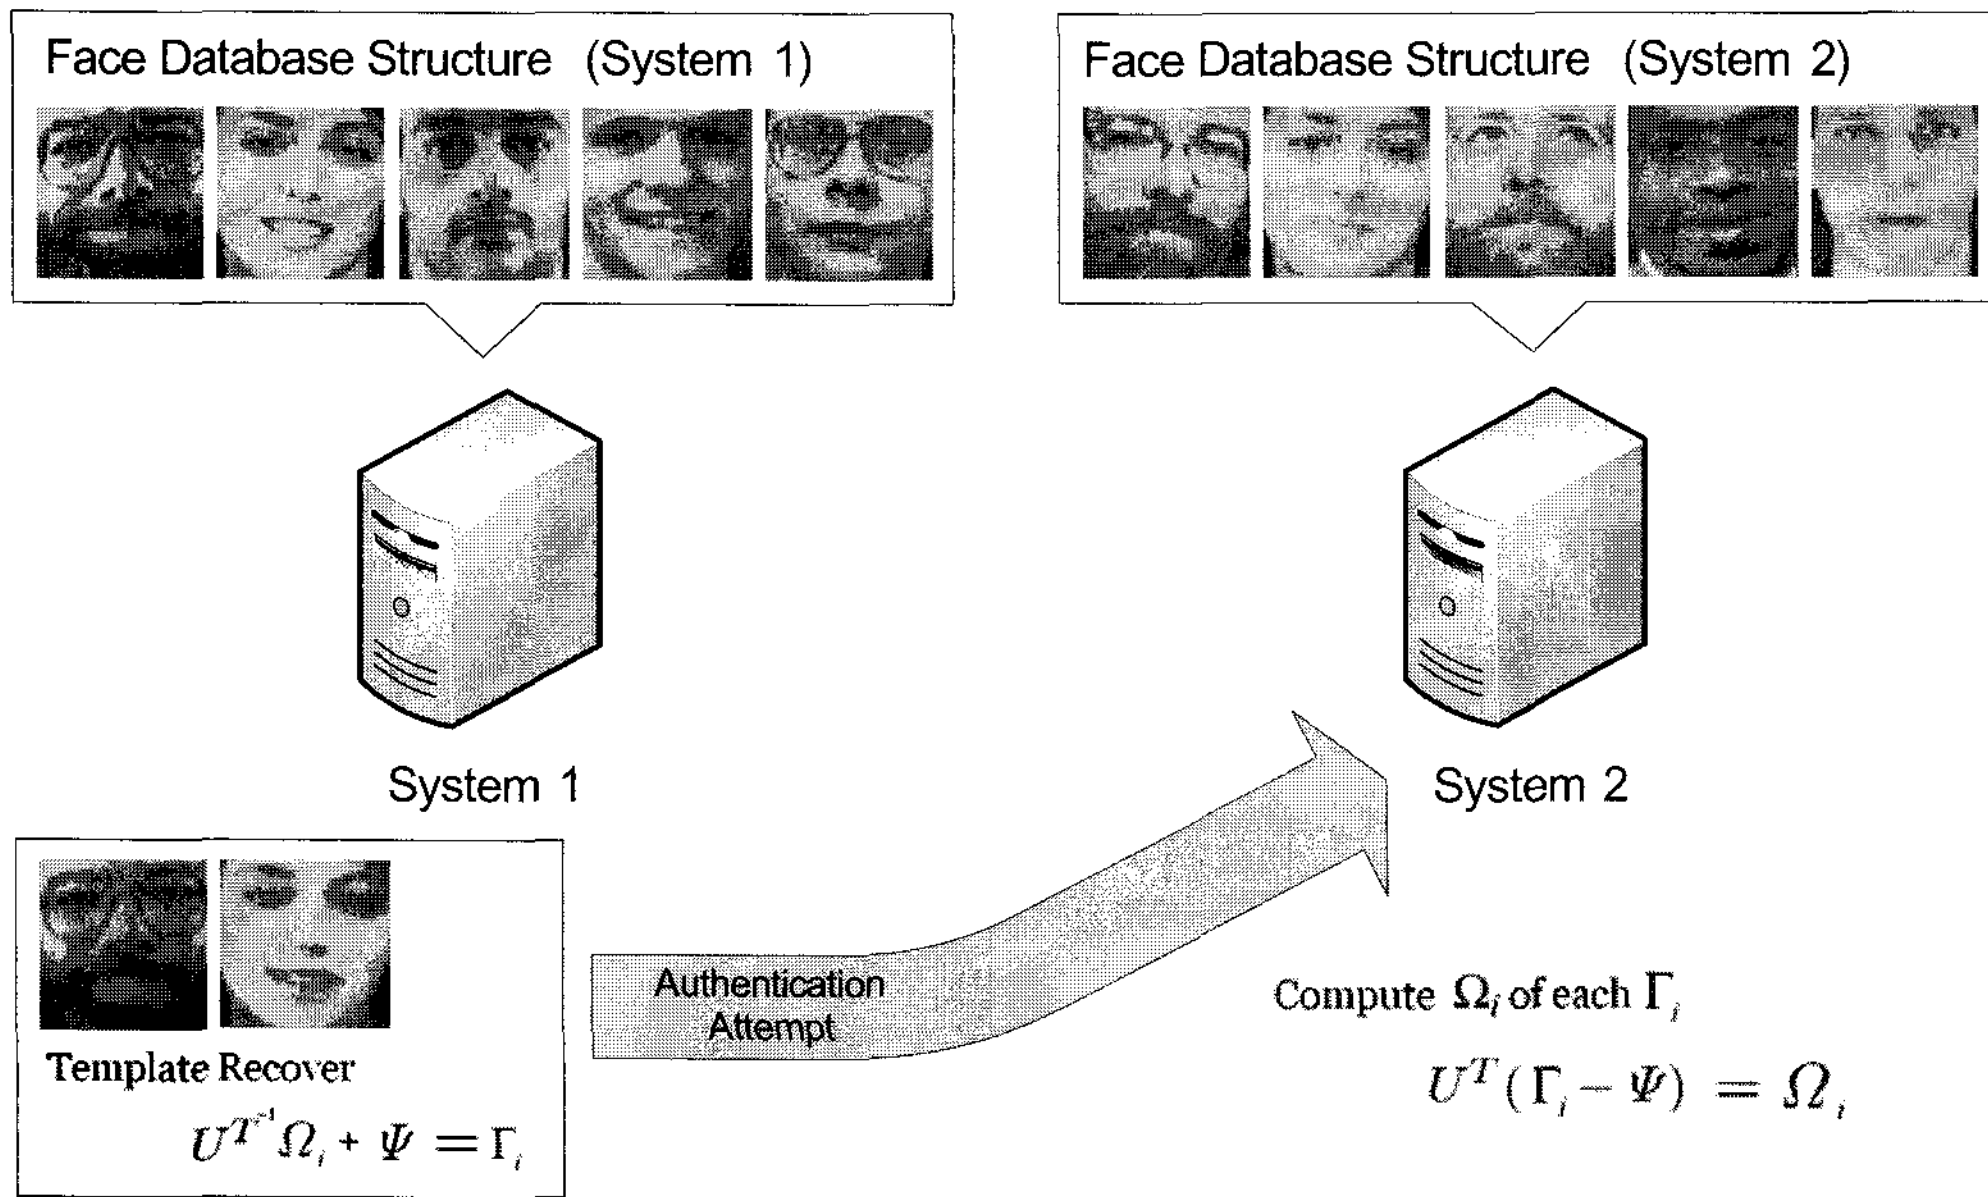 Face Database Structure (System 1)
Face Database Structure (System 2)
System 1
System 2
Template Recover
U^{T^{-1}} Ω_i + Ψ = Γ_i
Authentication
Attempt
Compute Ω_i of each Γ_i
U^T (Γ_i − Ψ) = Ω_i